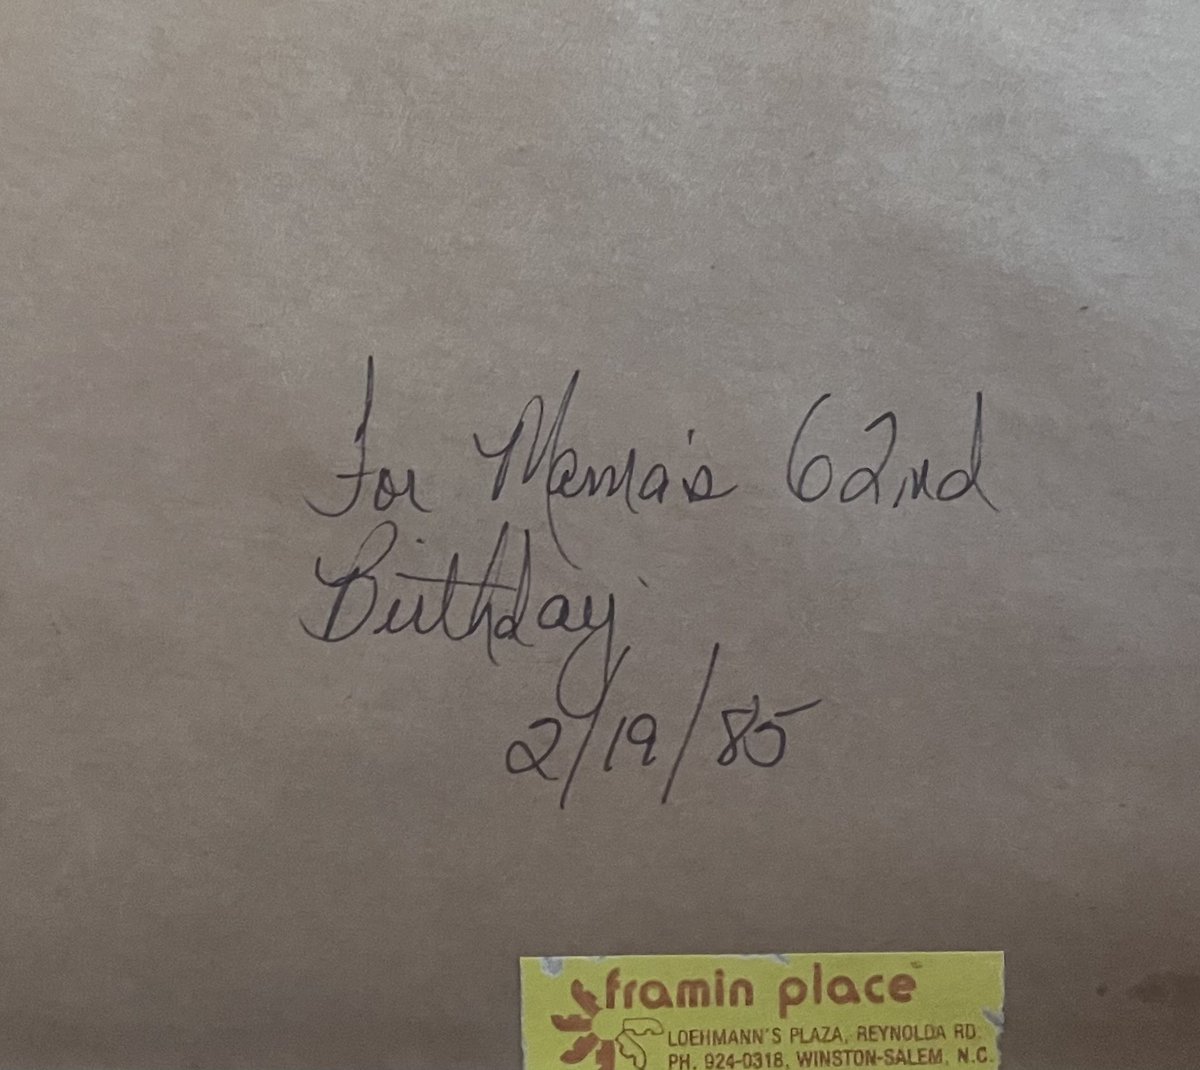 For Mama's 62nd
Birthday
2/19/85
framin place
LOEHMANN'S PLAZA, REYNOLDA RD.
PH. 924-0318, WINSTON-SALEM, N.C.